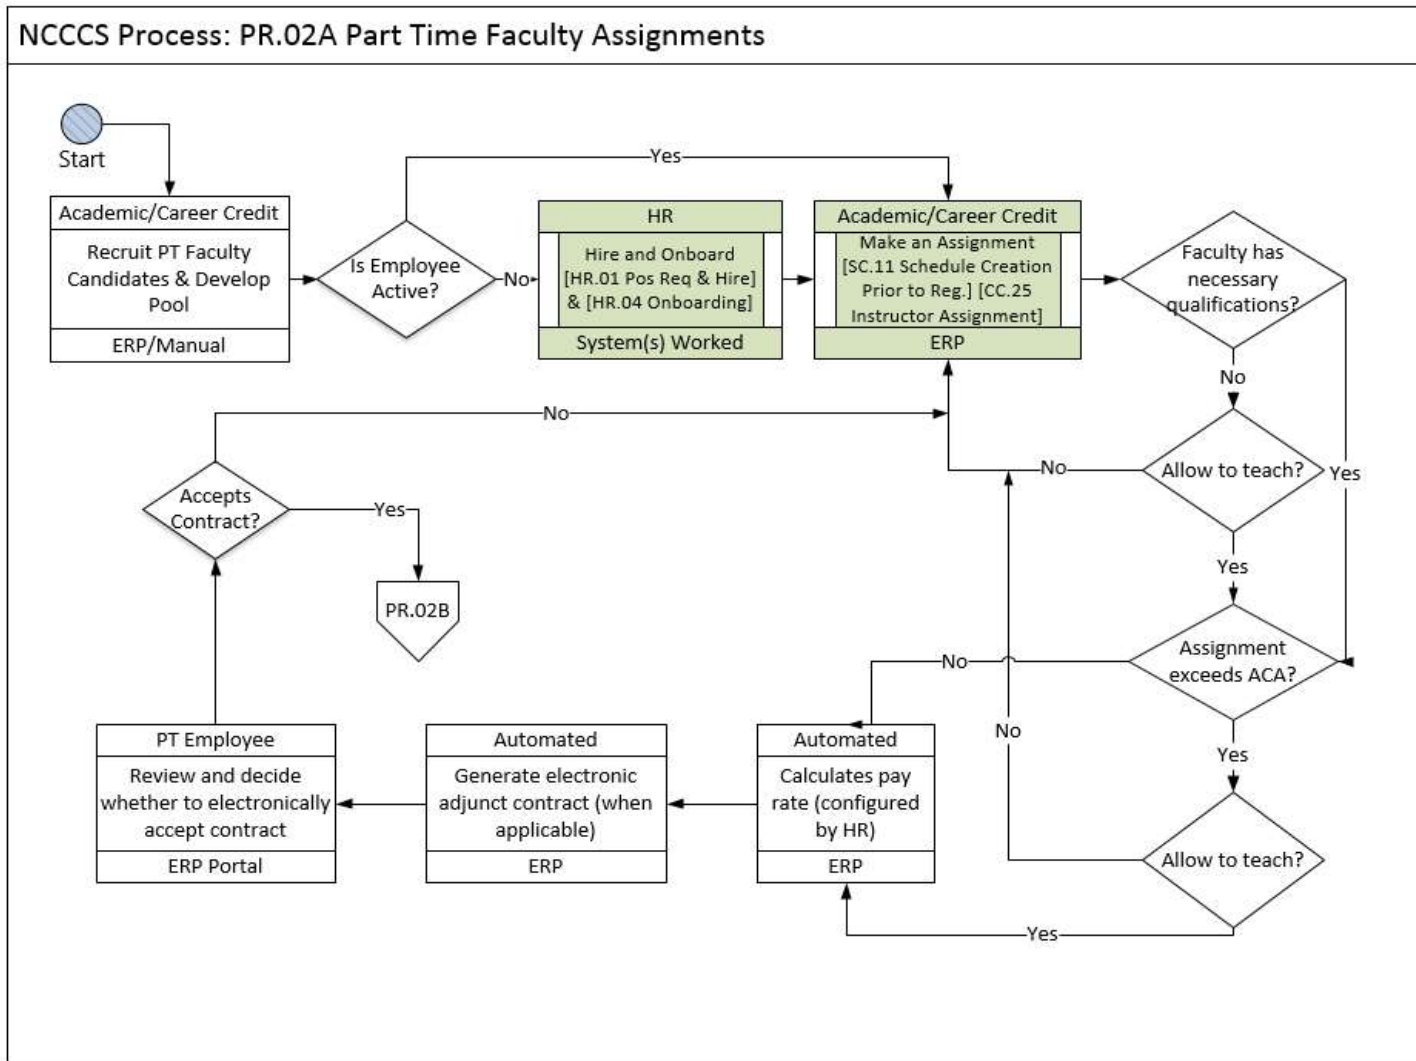 NCCCS Process: PR.02A Part Time Faculty Assignments
Start
Academic/Career Credit
Recruit PT Faculty
Candidates & Develop
Pool
ERP/Manual
Is Employee
Active?
Yes
No
HR
Hire and Onboard
[HR.01 Pos Req & Hire]
& [HR.04 Onboarding]
System(s) Worked
Academic/Career Credit
Make an Assignment
[SC.11 Schedule Creation
Prior to Reg.] [CC.25
Instructor Assignment]
ERP
Faculty has
necessary
qualifications?
No
Yes
Allow to teach?
No
Yes
Assignment
exceeds ACA?
No
Yes
Allow to teach?
No
Yes
Automated
Calculates pay
rate (configured
by HR)
ERP
Automated
Generate electronic
adjunct contract (when
applicable)
ERP
PT Employee
Review and decide
whether to electronically
accept contract
ERP Portal
Accepts
Contract?
No
Yes
PR.02B